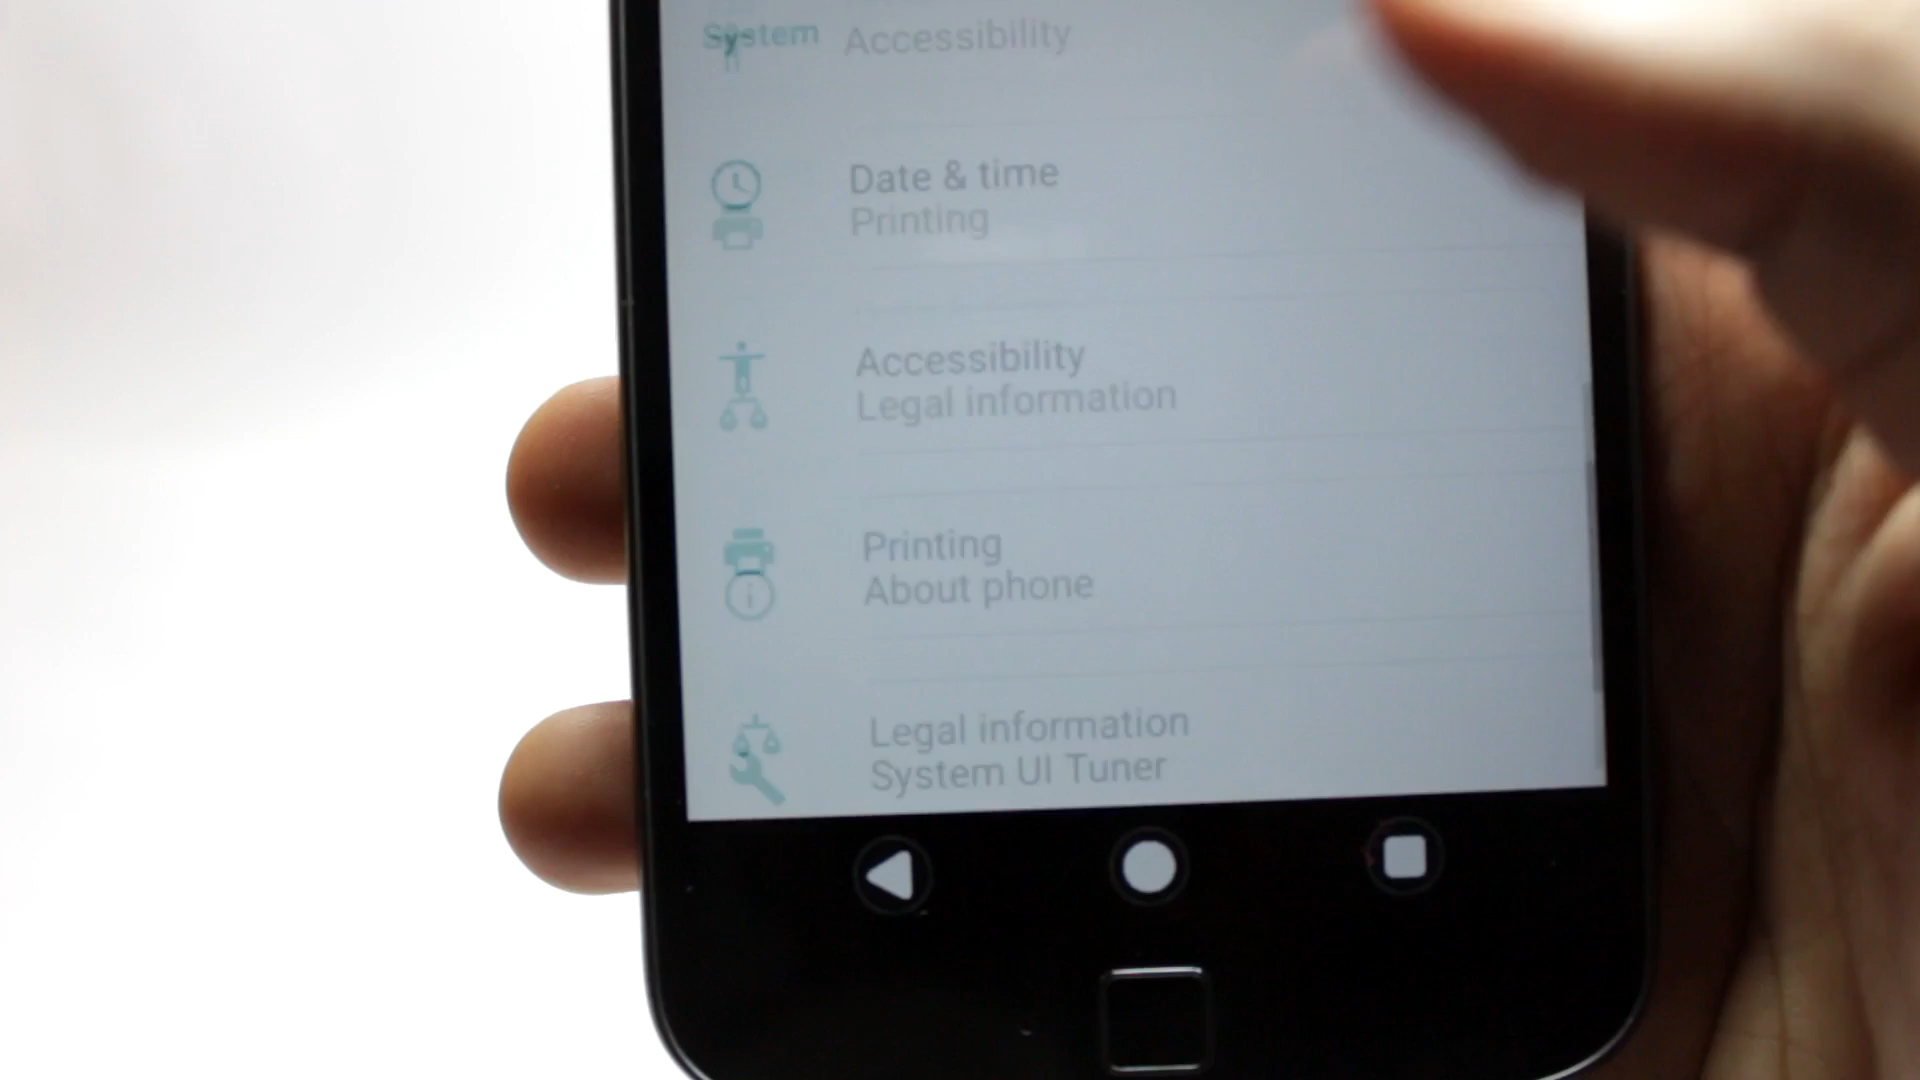 System
Accessibility
Date & time
Printing
Accessibility
Legal information
Printing
About phone
Legal information
System UI Tuner